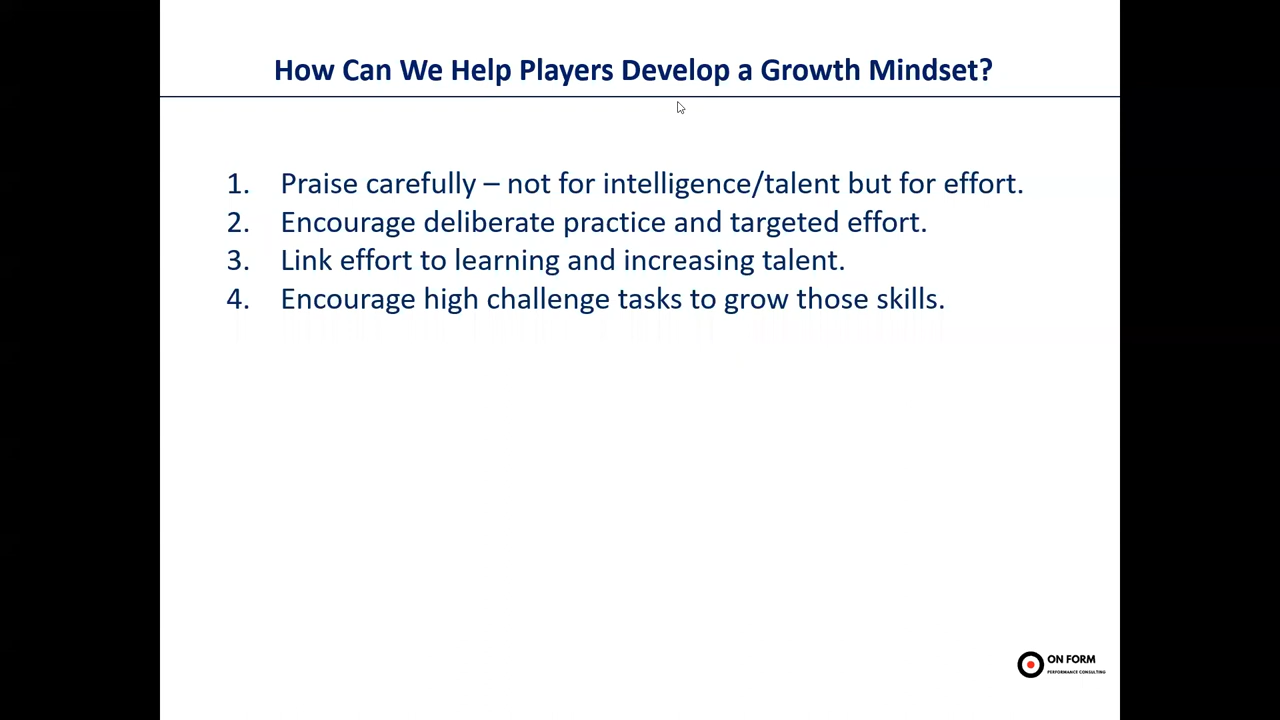 How Can We Help Players Develop a Growth Mindset?
1. Praise carefully – not for intelligence/talent but for effort.
2. Encourage deliberate practice and targeted effort.
3. Link effort to learning and increasing talent.
4. Encourage high challenge tasks to grow those skills.
ON FORM
PERFORMANCE CONSULTING